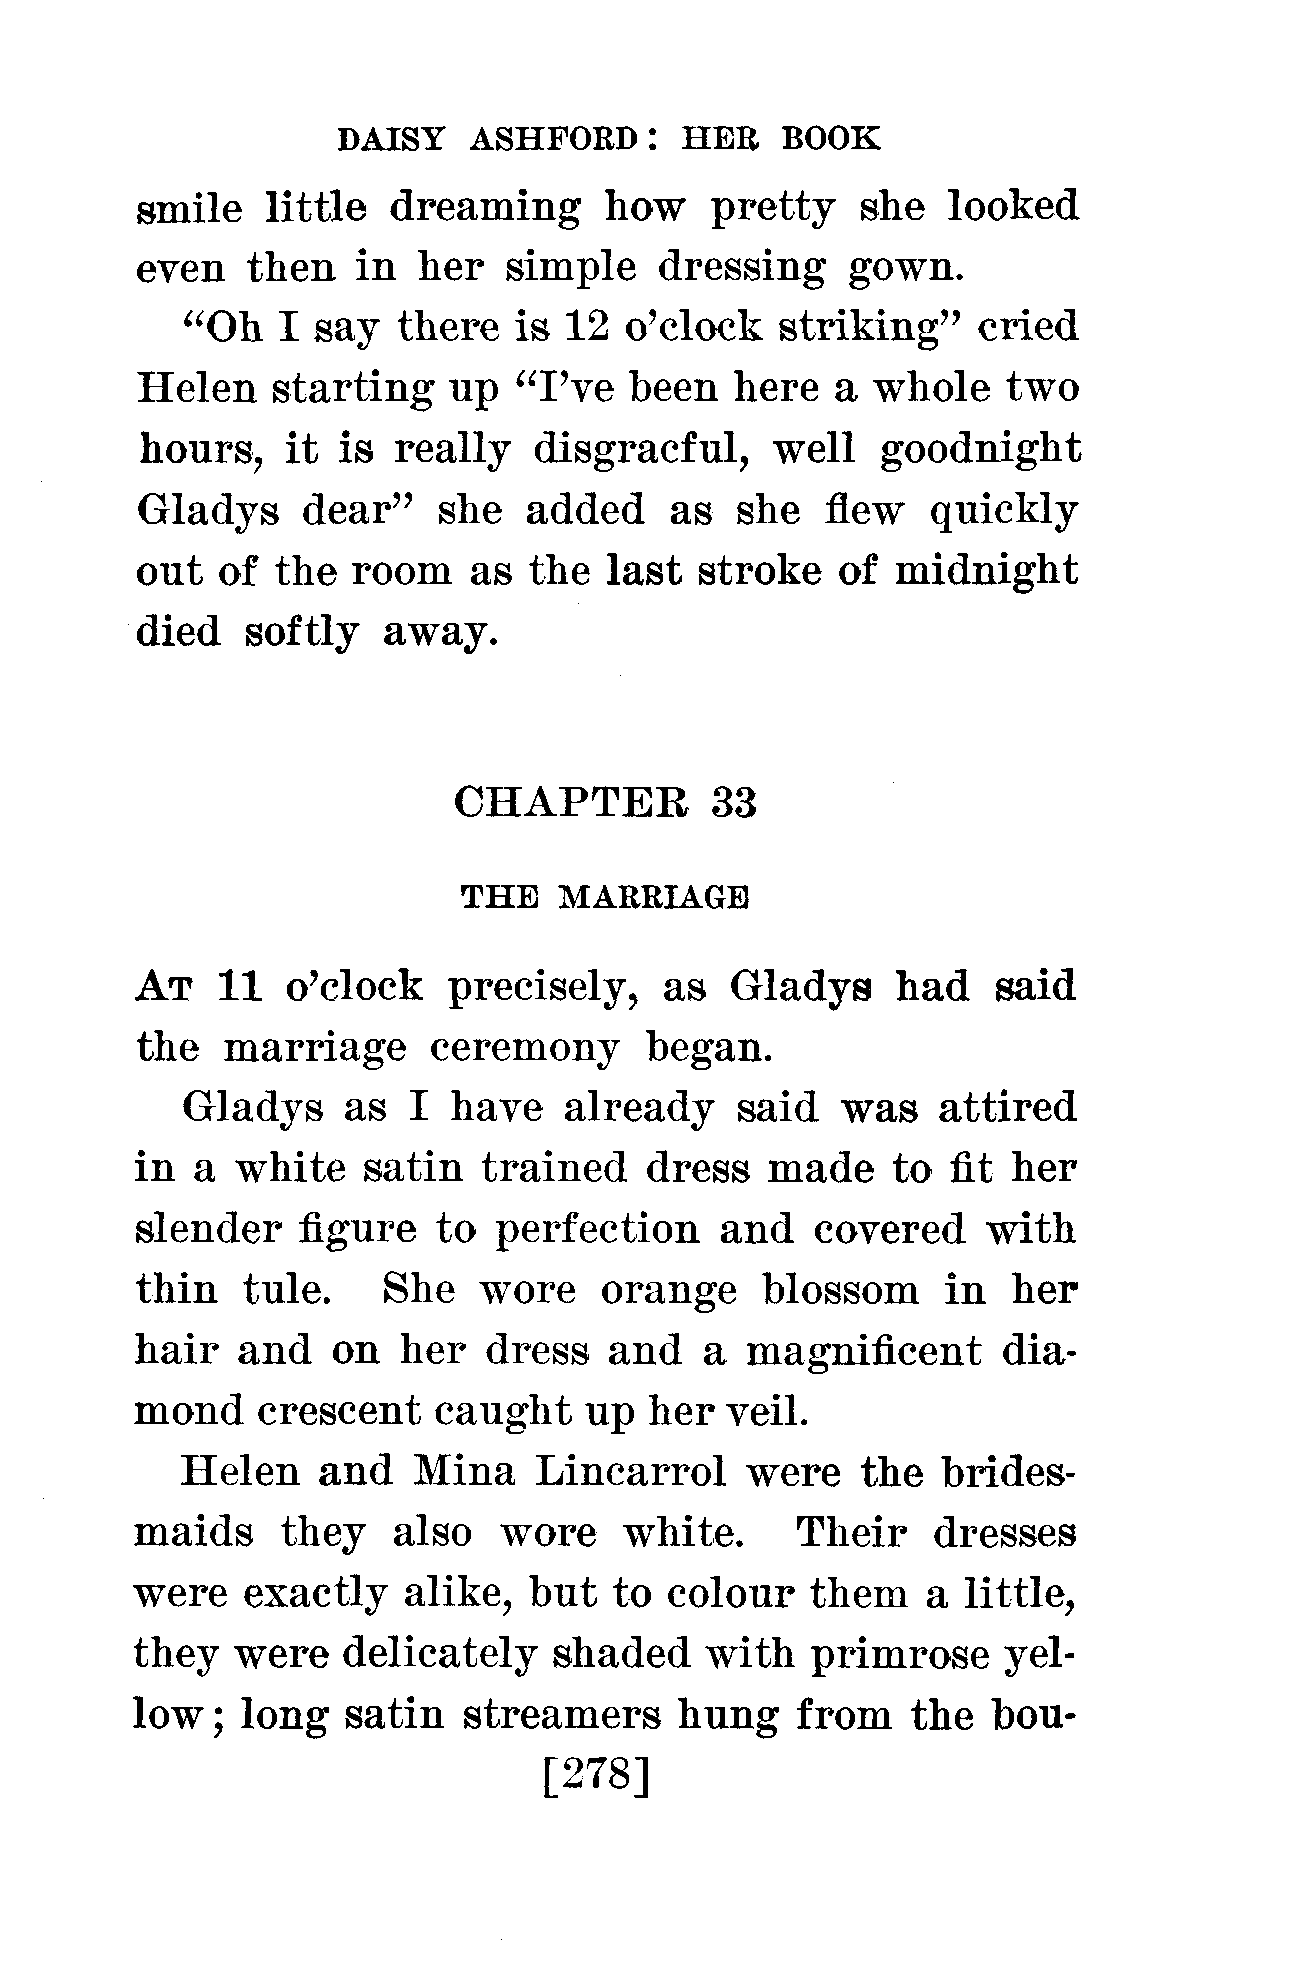 DAISY ASHFORD: HER BOOK
smile little dreaming how pretty she looked
even then in her simple dressing gown.
"Oh I say there is 12 o'clock striking" cried
Helen starting up "I've been here a whole two
hours, it is really disgracful, well goodnight
Gladys dear" she added as she flew quickly
out of the room as the last stroke of midnight
died softly away.
CHAPTER 33
THE MARRIAGE
AT 11 o'clock precisely, as Gladys had said
the marriage ceremony began.
Gladys as I have already said was attired
in a white satin trained dress made to fit her
slender figure to perfection and covered with
thin tule. She wore orange blossom in her
hair and on her dress and a magnificent dia-
mond crescent caught up her veil.
Helen and Mina Lincarrol were the brides-
maids they also wore white. Their dresses
were exactly alike, but to colour them a little,
they were delicately shaded with primrose yel-
low; long satin streamers hung from the bou-
[278]